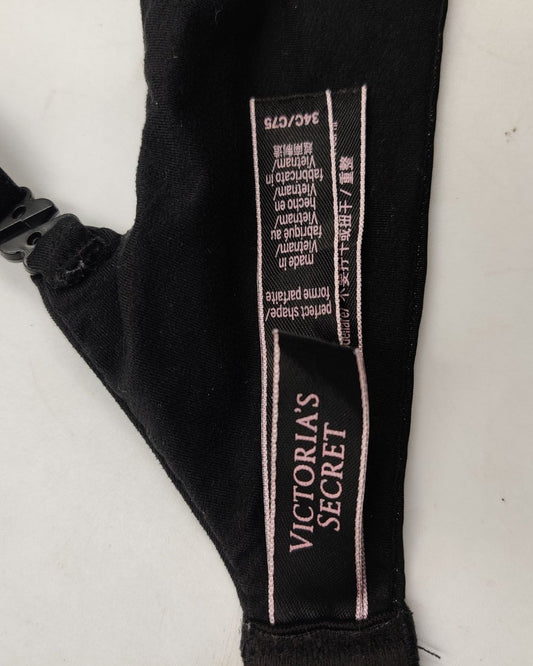 VICTORIA'S
SECRET
34C/C75
perfect shape/
forme parfaite
made in
Vietnam/
fabriqué au
Vietnam/
hecho en
Vietnam/
fabbricato in
Vietnam/
越南製造